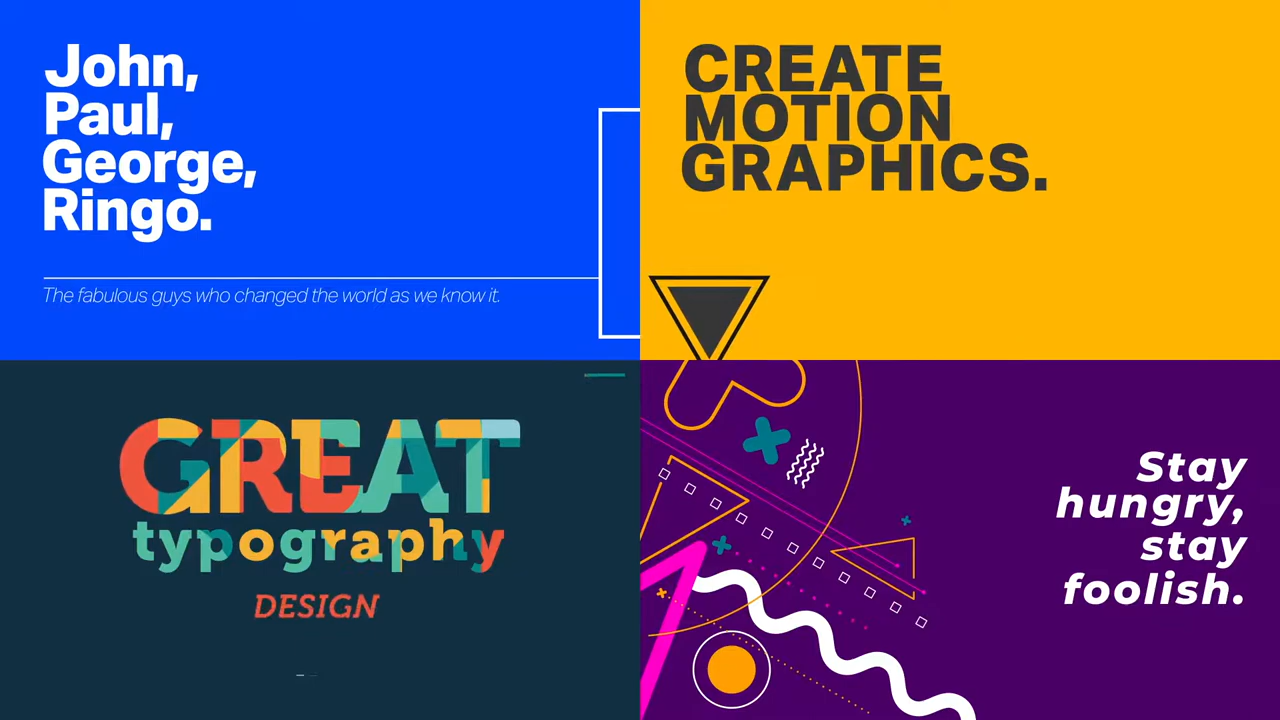 John,
Paul,
George,
Ringo.
The fabulous guys who changed the world as we know it.
CREATE
MOTION
GRAPHICS.
GREAT
typography
DESIGN
Stay
hungry,
stay
foolish.